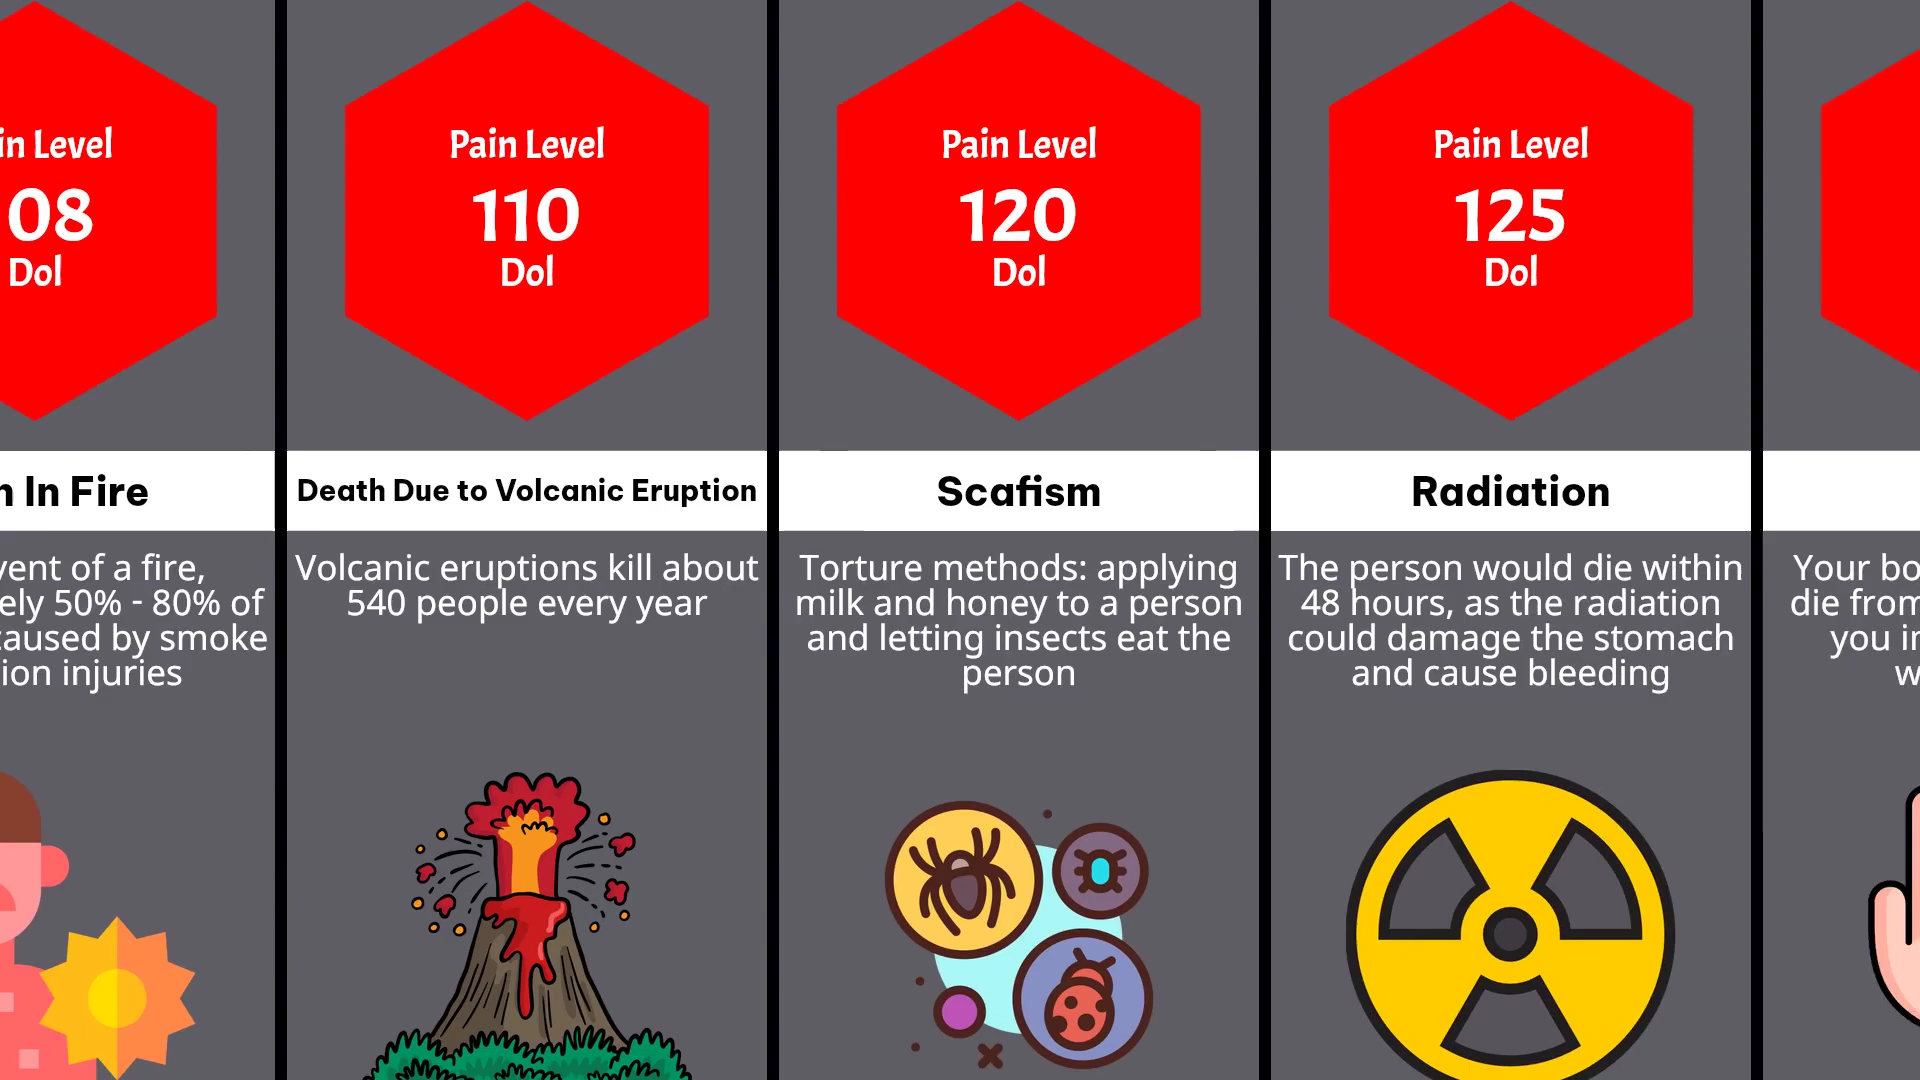 in Level
08
Dol
In Fire
vent of a fire,
ely 50% - 80% of
caused by smoke
ion injuries
Pain Level
110
Dol
Death Due to Volcanic Eruption
Volcanic eruptions kill about
540 people every year
Pain Level
120
Dol
Scafism
Torture methods: applying
milk and honey to a person
and letting insects eat the
person
Pain Level
125
Dol
Radiation
The person would die within
48 hours, as the radiation
could damage the stomach
and cause bleeding
Your bo
die from
you i
w